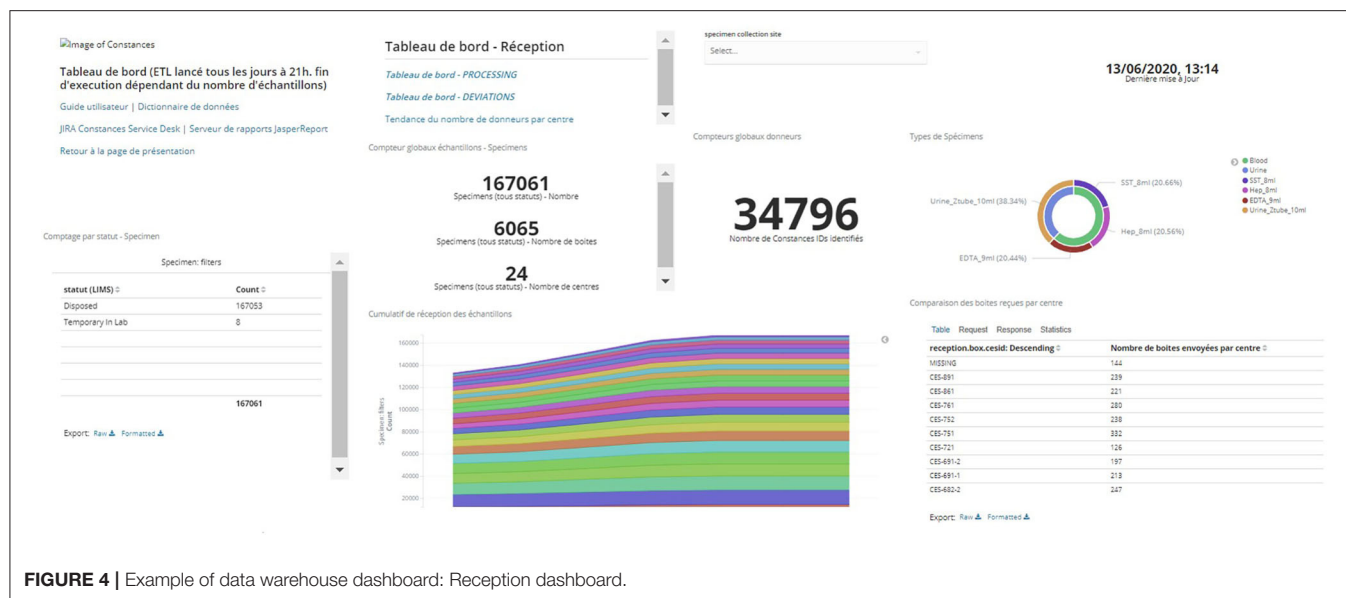 Image of Constances
Tableau de bord (ETL lancé tous les jours à 21h. fin
d'execution dépendant du nombre d'échantillons)
Guide utilisateur | Dictionnaire de données
JIRA Constances Service Desk | Serveur de rapports JasperReport
Retour à la page de présentation
Tableau de bord - Réception
Tableau de bord - PROCESSING
Tableau de bord - DEVIATIONS
Tendance du nombre de donneurs par centre
specimen collection site
Select...
13/06/2020, 13:14
Dernière mise à jour
Compteur globaux échantillons - Specimens
167061
Specimens (tous statuts) - Nombre
6065
Specimens (tous statuts) - Nombre de boites
24
Specimens (tous statuts) - Nombre de centres
Compteurs globaux donneurs
34796
Nombre de Constances IDs identifiés
Types de Spécimens
SST_8ml (20.66%)
Urine_2tube_10ml (38.34%)
Hep_8ml (20.56%)
EDTA_9ml (20.44%)
Blood
Urine
SST_8ml
Hep_8ml
EDTA_9ml
Urine_2tube_10ml
Comptage par statut - Specimen
Specimen: filters
statut (LIMS) Count
Disposed 167053
Temporary In Lab 8
167061
Export: Raw Formatted
Cumulatif de réception des échantillons
Specimen: filters
Count
160000
140000
120000
100000
80000
60000
40000
20000
Comparaison des boites reçues par centre
Table Request Response Statistics
reception.box.cesid: Descending Nombre de boites envoyées par centre
MISSING 144
CES-891 239
CES-861 221
CES-761 280
CES-752 238
CES-751 332
CES-721 126
CES-691-2 197
CES-691-1 213
CES-682-2 247
Export: Raw Formatted
FIGURE 4 | Example of data warehouse dashboard: Reception dashboard.